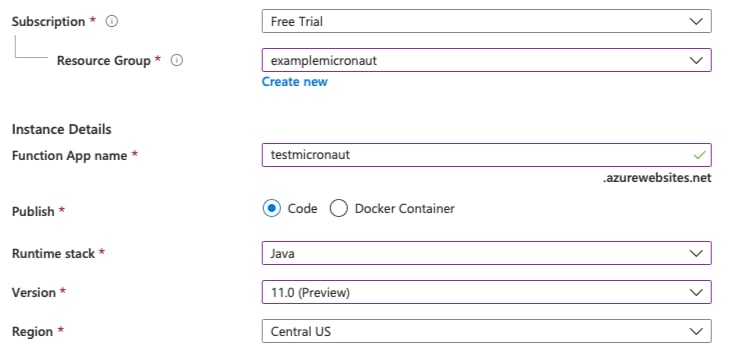 Subscription * Free Trial
Resource Group * examplemicronaut
Create new
Instance Details
Function App name * testmicronaut
.azurewebsites.net
Publish * Code Docker Container
Runtime stack * Java
Version * 11.0 (Preview)
Region * Central US